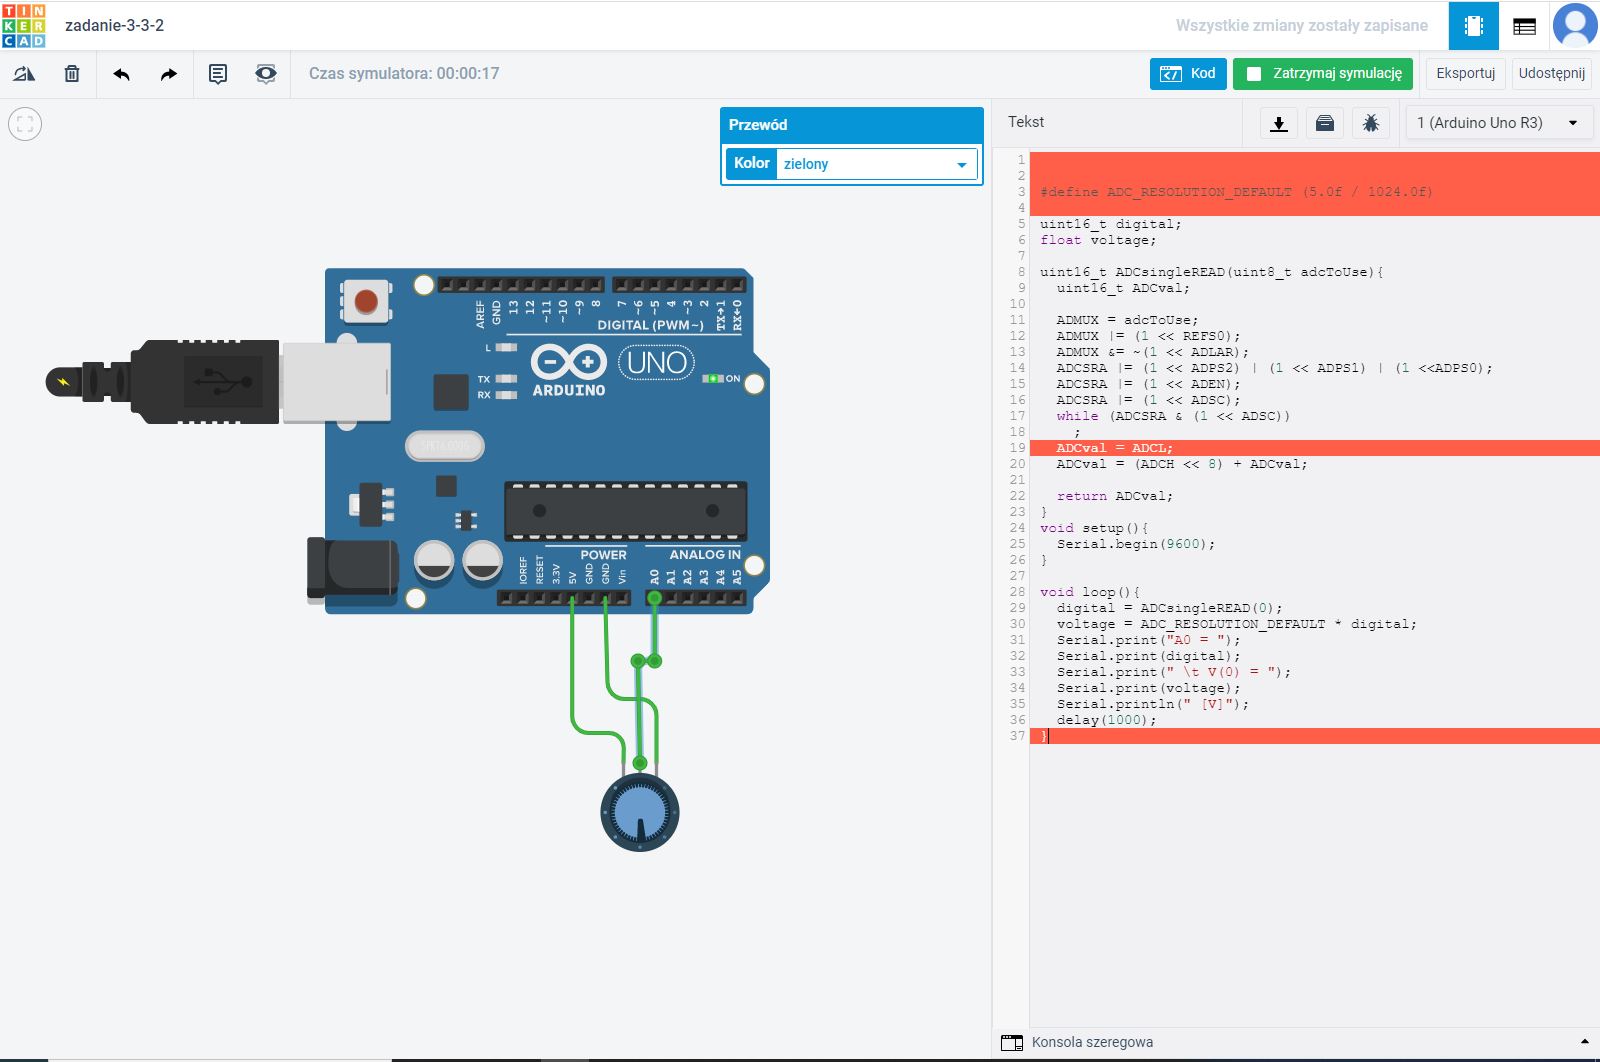 TIN
KER
CAD
zadanie-3-3-2
Wszystkie zmiany zostały zapisane
Czas symulatora: 00:00:17
Kod
Zatrzymaj symulację
Eksportuj
Udostępnij
Przewód
Kolor
zielony
Tekst
1 (Arduino Uno R3)
AREF
GND
13
12
~11
~10
~9
8
7
~6
~5
4
~3
2
TX→1
RX←0
DIGITAL (PWM~)
L
TX
RX
ARDUINO
UNO
ON
IOREF
RESET
3.3V
5V
GND
GND
Vin
POWER
ANALOG IN
A0
A1
A2
A3
A4
A5
1
2
3 #define ADC_RESOLUTION_DEFAULT (5.0f / 1024.0f)
4
5 uint16_t digital;
6 float voltage;
7
8 uint16_t ADCsingleREAD(uint8_t adcToUse){
9 uint16_t ADCval;
10
11 ADMUX = adcToUse;
12 ADMUX |= (1 << REFS0);
13 ADMUX &= ~(1 << ADLAR);
14 ADCSRA |= (1 << ADPS2) | (1 << ADPS1) | (1 <<ADPS0);
15 ADCSRA |= (1 << ADEN);
16 ADCSRA |= (1 << ADSC);
17 while (ADCSRA & (1 << ADSC))
18 ;
19 ADCval = ADCL;
20 ADCval = (ADCH << 8) + ADCval;
21
22 return ADCval;
23 }
24 void setup(){
25 Serial.begin(9600);
26 }
27
28 void loop(){
29 digital = ADCsingleREAD(0);
30 voltage = ADC_RESOLUTION_DEFAULT * digital;
31 Serial.print("A0 = ");
32 Serial.print(digital);
33 Serial.print(" \t V(0) = ");
34 Serial.print(voltage);
35 Serial.println(" [V]");
36 delay(1000);
37 }
Konsola szeregowa